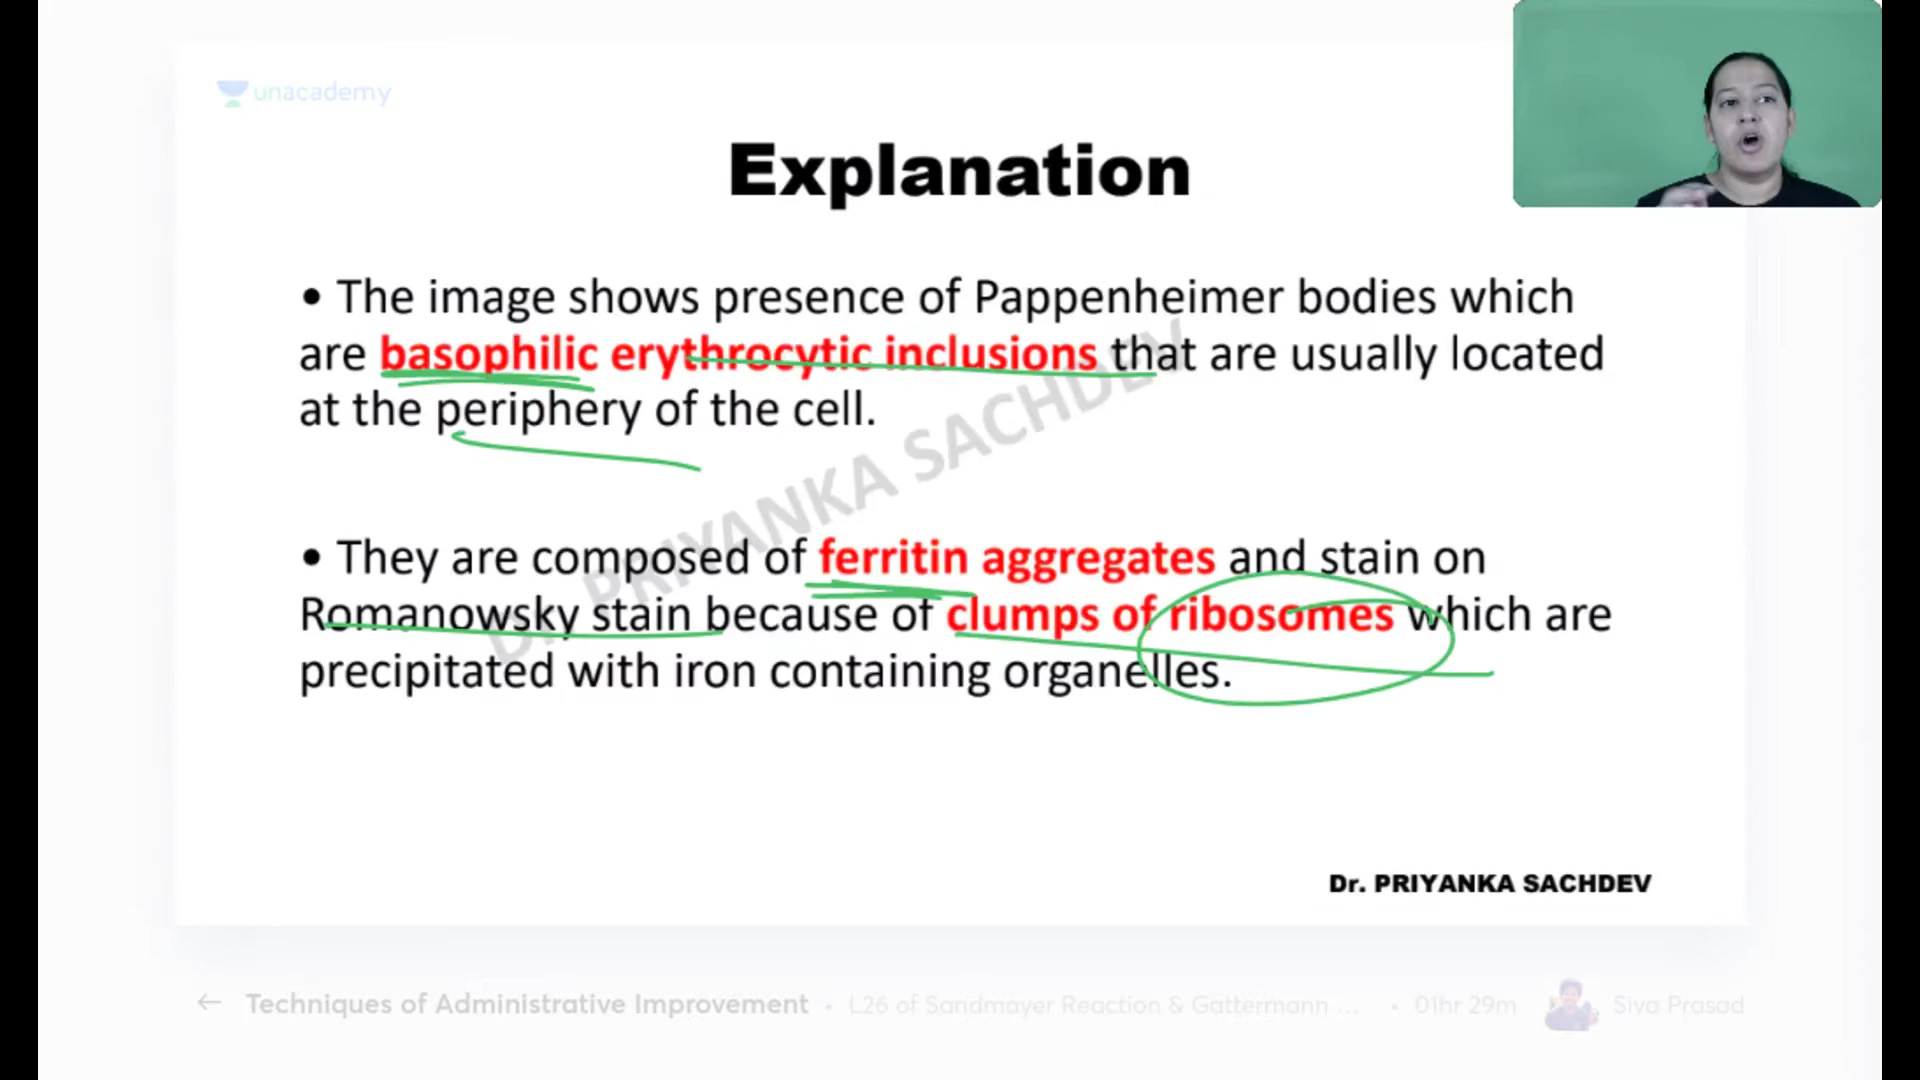 unacademy
Explanation
• The image shows presence of Pappenheimer bodies which
are basophilic erythrocytic inclusions that are usually located
at the periphery of the cell.
DR. PRIYANKA SACHDEV
• They are composed of ferritin aggregates and stain on
Romanowsky stain because of clumps of ribosomes which are
precipitated with iron containing organelles.
Dr. PRIYANKA SACHDEV
← Techniques of Administrative Improvement • L26 of Sandmayer Reaction & Gattermann ... • 01hr 29m Siva Prasad